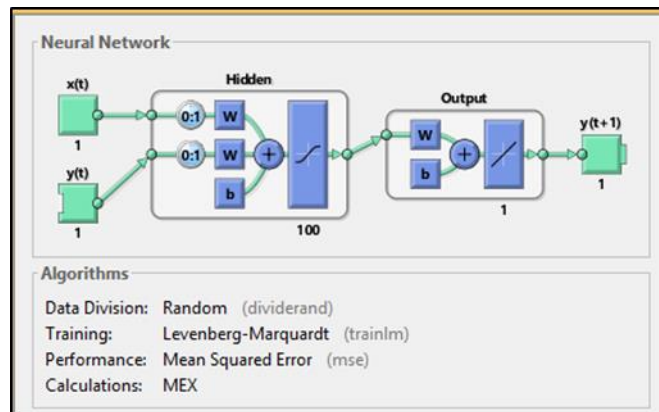 Neural Network
Hidden
x(t)
Output
0:1 W
y(t+1)
1
W
y(t)
0:1 W
b
1
b
1
1
100
Algorithms
Data Division: Random (dividerand)
Training: Levenberg-Marquardt (trainlm)
Performance: Mean Squared Error (mse)
Calculations: MEX